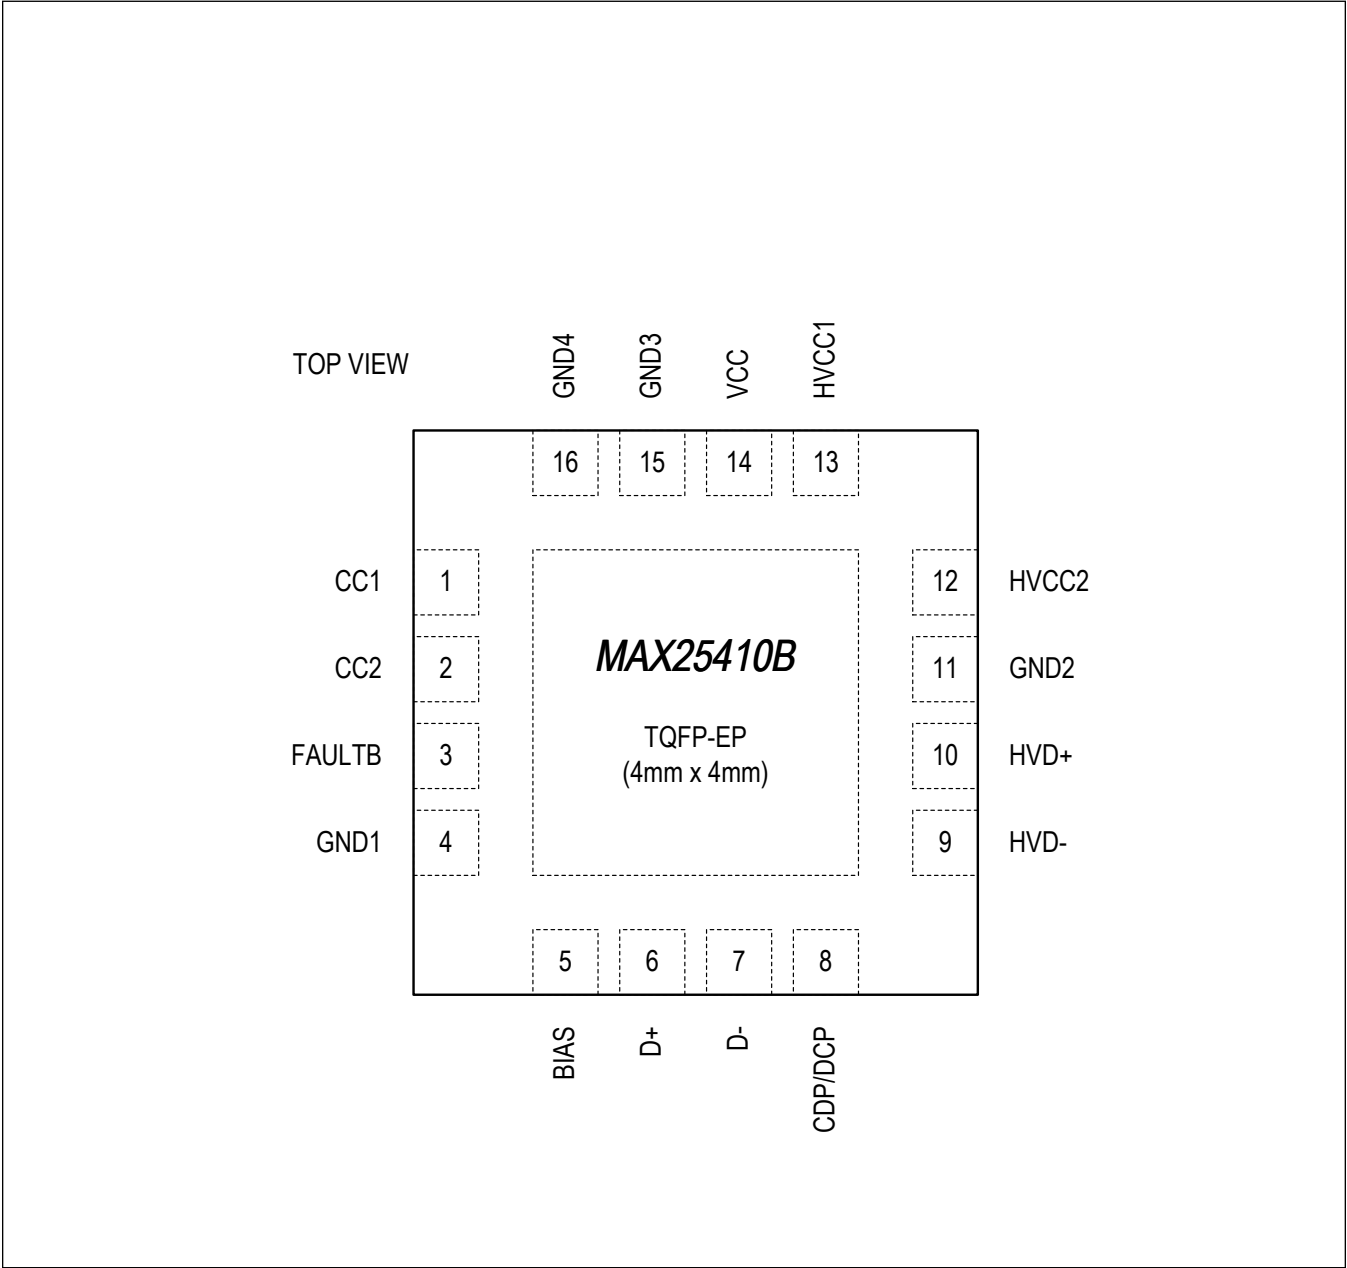 TOP VIEW
GND4
GND3
VCC
HVCC1
16
15
14
13
CC1
1
12
HVCC2
CC2
2
11
GND2
FAULTB
3
10
HVD+
GND1
4
9
HVD-
MAX25410B
TQFP-EP
(4mm x 4mm)
5
6
7
8
BIAS
D+
D-
CDP/DCP